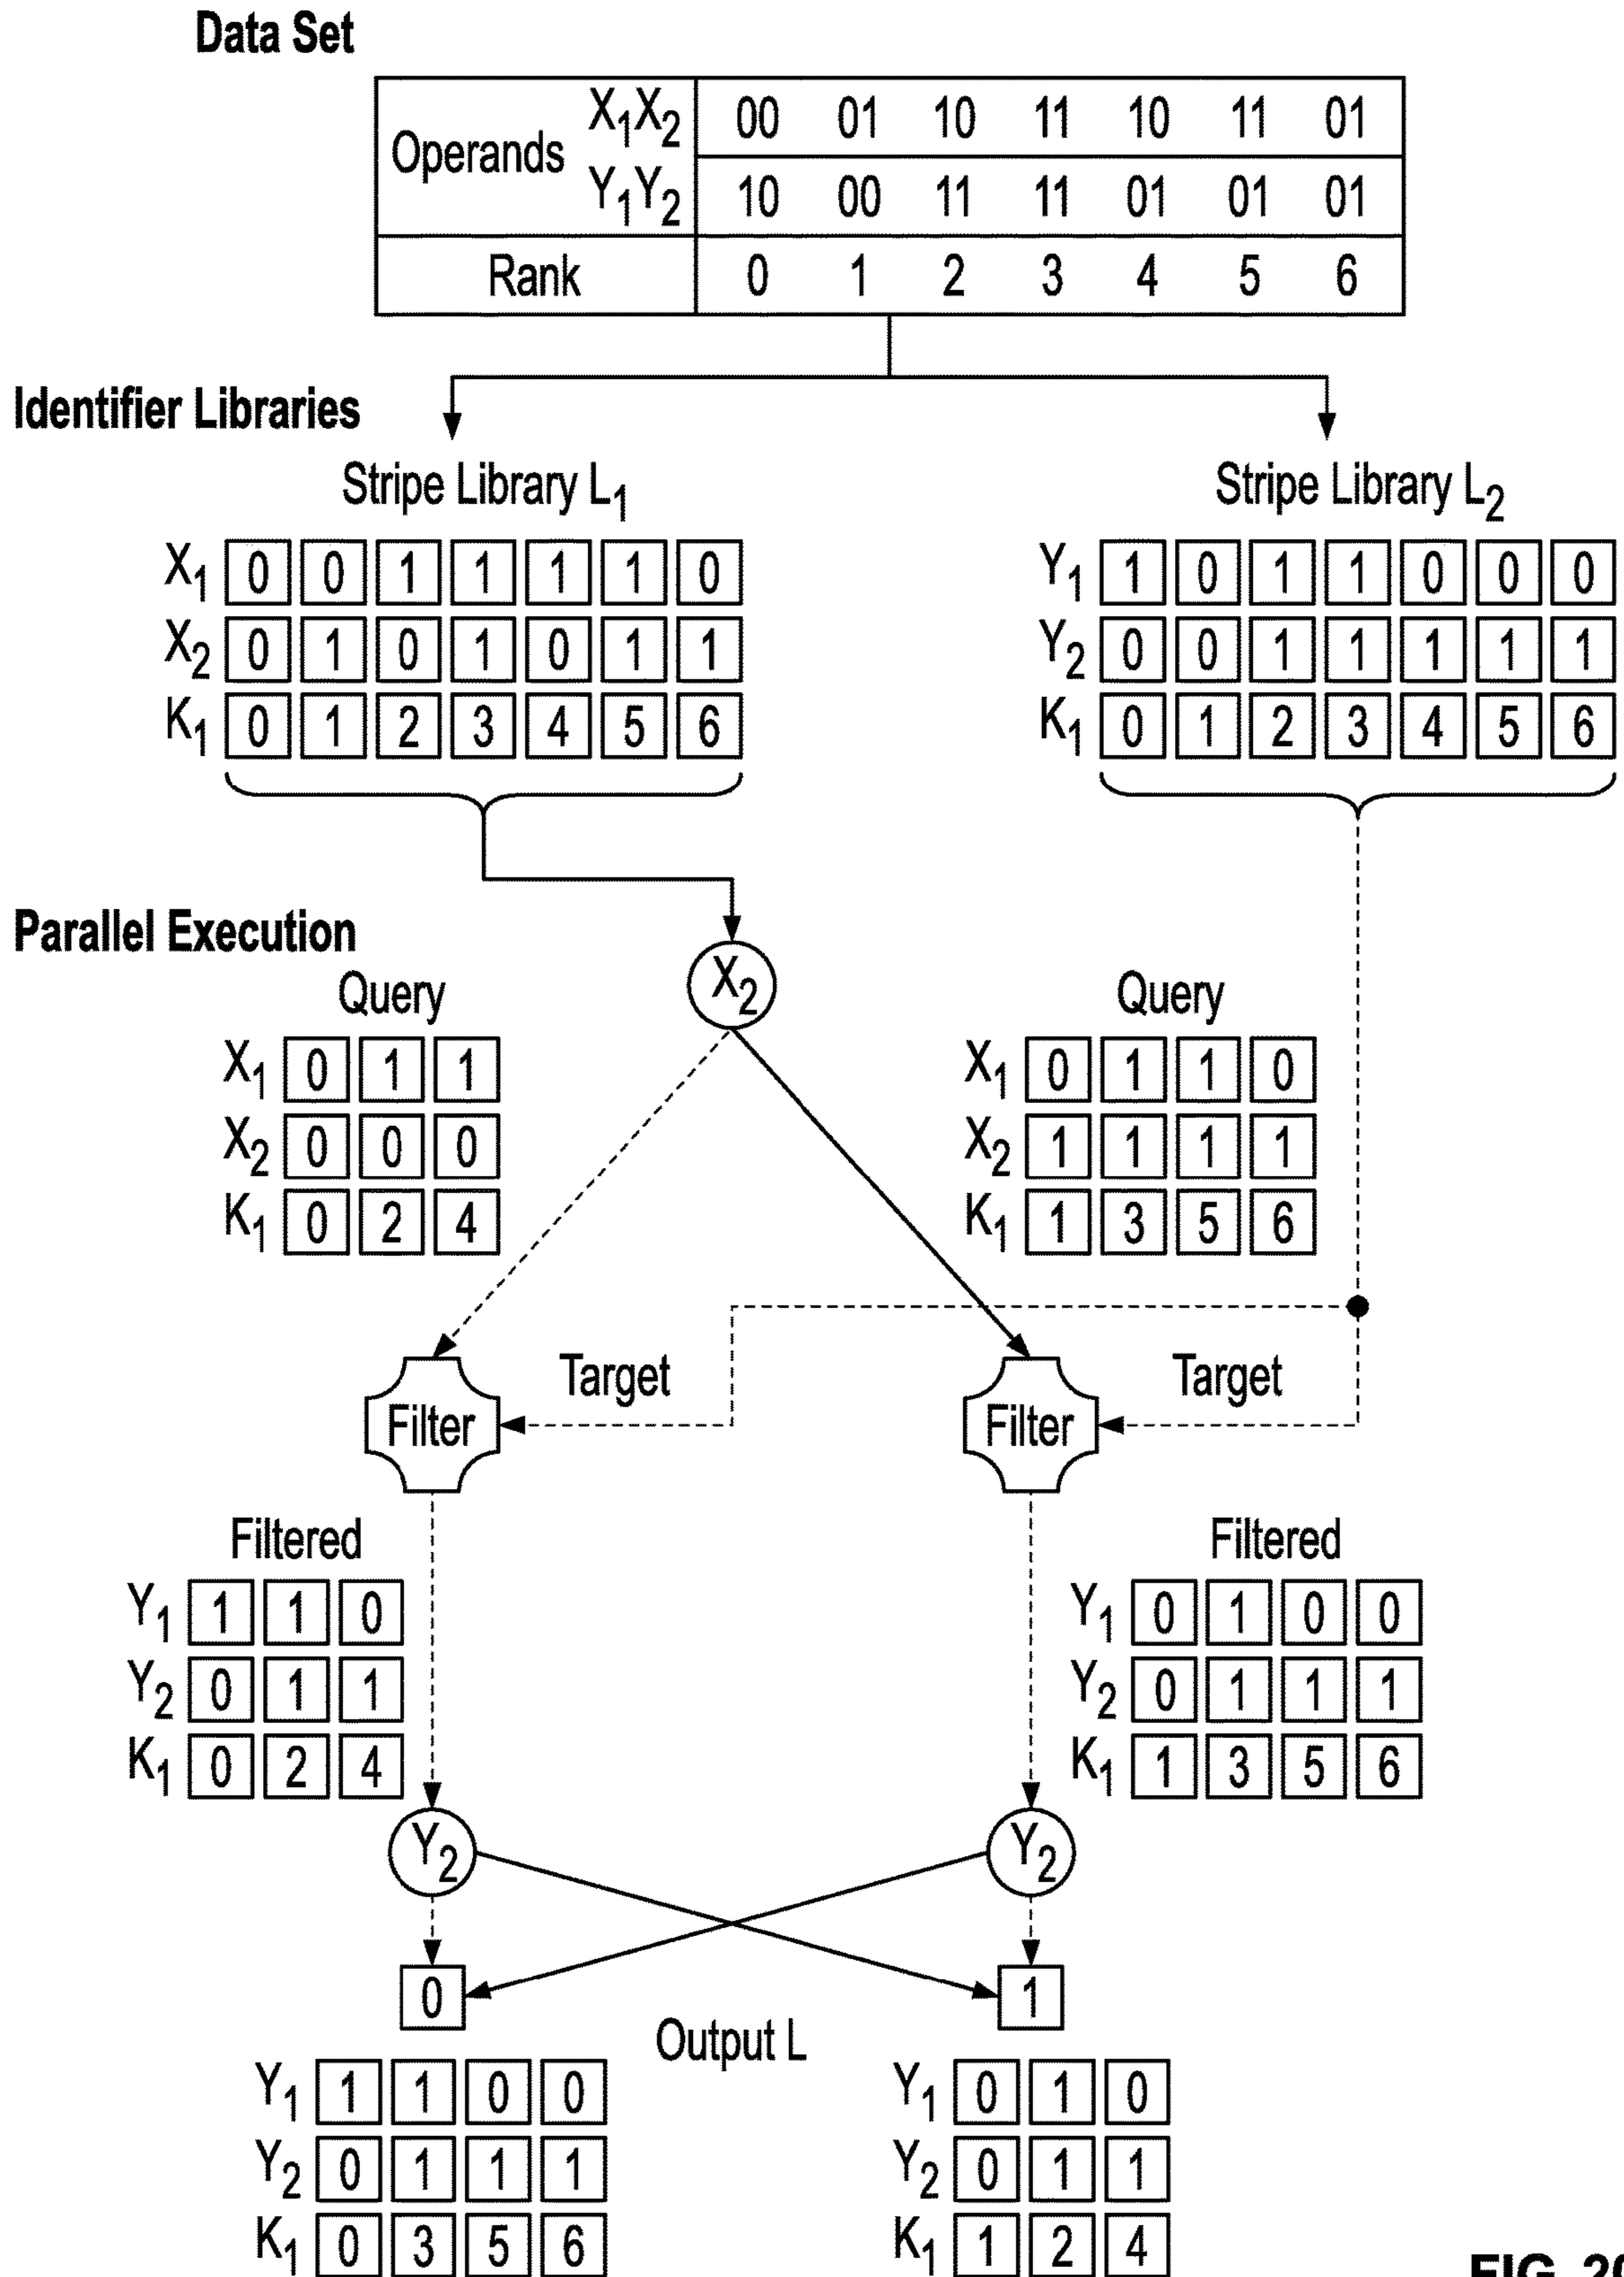 Data Set
Operands X₁X₂ 00 01 10 11 10 11 01
Y₁Y₂ 10 00 11 11 01 01 01
Rank 0 1 2 3 4 5 6
Identifier Libraries
Stripe Library L₁ Stripe Library L₂
X₁ 0 0 1 1 1 1 0 Y₁ 1 0 1 1 0 0 0
X₂ 0 1 0 1 0 1 1 Y₂ 0 0 1 1 1 1 1
K₁ 0 1 2 3 4 5 6 K₁ 0 1 2 3 4 5 6
Parallel Execution
X₂
Query Query
X₁ 0 1 1 X₁ 0 1 1 0
X₂ 0 0 0 X₂ 1 1 1 1
K₁ 0 2 4 K₁ 1 3 5 6
Target Target
Filter Filter
Filtered Filtered
Y₁ 1 1 0 Y₁ 0 1 0 0
Y₂ 0 1 1 Y₂ 0 1 1 1
K₁ 0 2 4 K₁ 1 3 5 6
Y₂ Y₂
0 1
Output L
Y₁ 1 1 0 0 Y₁ 0 1 0
Y₂ 0 1 1 1 Y₂ 0 1 1
K₁ 0 3 5 6 K₁ 1 2 4
FIG. 20